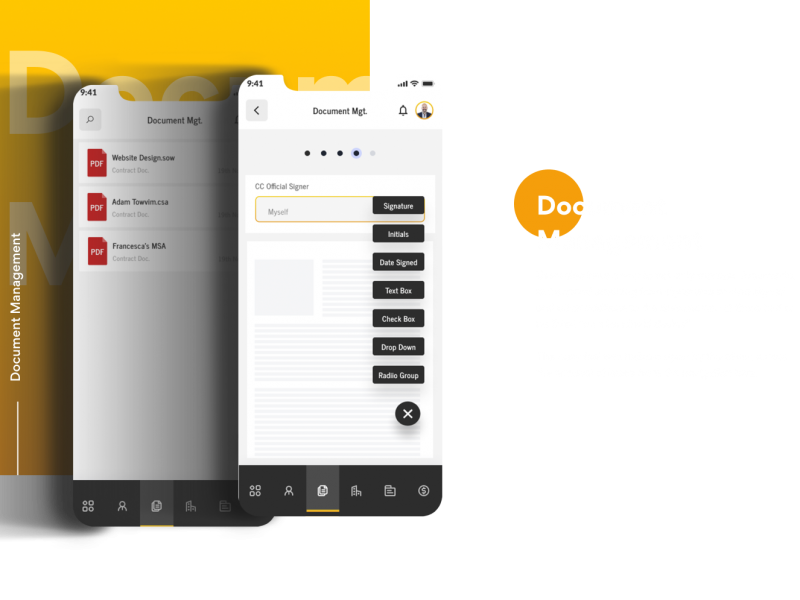 Docum
M
Document Management
9:41
Document Mgt.
PDF
Website Design.sow
Contract Doc.
PDF
Adam Towvim.csa
Contract Doc.
PDF
Francesca's MSA
Contract Doc.
9:41
Document Mgt.
CC Official Signer
Myself
Signature
Initials
Date Signed
Text Box
Check Box
Drop Down
Radiio Group
Doc
M